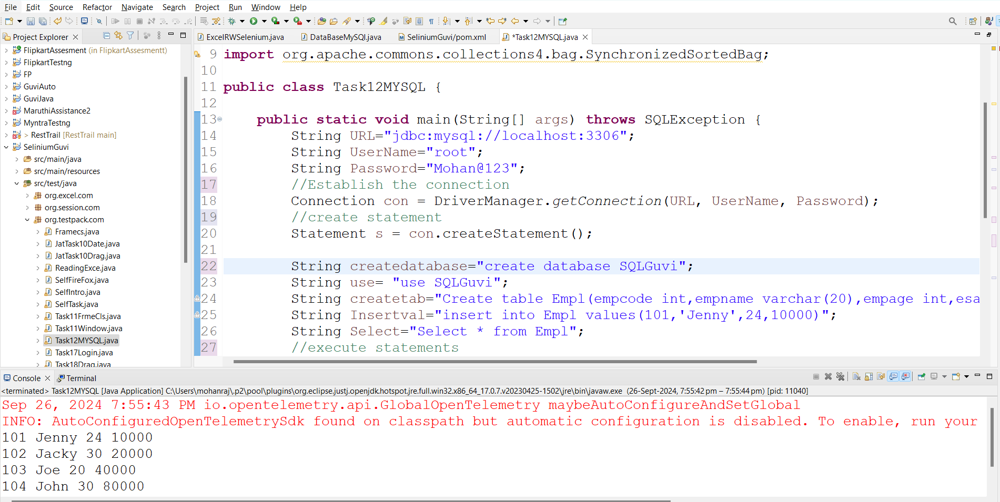 File Edit Source Refactor Navigate Search Project Run Window Help
Project Explorer
ExcelRWSelenium.java DataBaseMySQl.java SeliniumGuvi/pom.xml *Task12MYSQL.java
FlipkartAssesment (in FlipkartAssesmentt)
FlipkartTestng
FP
GuviAuto
GuviJava
MaruthiAssistance2
MyntraTestng
> RestTrail [RestTrail main]
SeliniumGuvi
src/main/java
src/main/resources
src/test/java
org.excel.com
org.session.com
org.testpack.com
Framecs.java
JatTask10Date.java
JatTask10Drag.java
ReadingExce.java
SelfFireFox.java
SelfIntro.java
SelfTask.java
Task11FrmeCls.java
Task11Window.java
Task12MYSQL.java
Task17Login.java
Task18Drag.java
9 import org.apache.commons.collections4.bag.SynchronizedSortedBag;
10
11 public class Task12MYSQL {
12
13 public static void main(String[] args) throws SQLException {
14 String URL="jdbc:mysql://localhost:3306";
15 String UserName="root";
16 String Password="Mohan@123";
17 //Establish the connection
18 Connection con = DriverManager.getConnection(URL, UserName, Password);
19 //create statement
20 Statement s = con.createStatement();
21
22 String createdatabase="create database SQLGuvi";
23 String use= "use SQLGuvi";
24 String createtab="Create table Empl(empcode int,empname varchar(20),empage int,esa
25 String Insertval="insert into Empl values(101,'Jenny',24,10000)";
26 String Select="Select * from Empl";
27 //execute statements
Console Terminal
<terminated> Task12MYSQL [Java Application] C:\Users\mohanraj\.p2\pool\plugins\org.eclipse.justj.openjdk.hotspot.jre.full.win32.x86_64_17.0.7.v20230425-1502\jre\bin\javaw.exe (26-Sept-2024, 7:55:42 pm – 7:55:44 pm) [pid: 11040]
Sep 26, 2024 7:55:43 PM io.opentelemetry.api.GlobalOpenTelemetry maybeAutoConfigureAndSetGlobal
INFO: AutoConfiguredOpenTelemetrySdk found on classpath but automatic configuration is disabled. To enable, run your
101 Jenny 24 10000
102 Jacky 30 20000
103 Joe 20 40000
104 John 30 80000